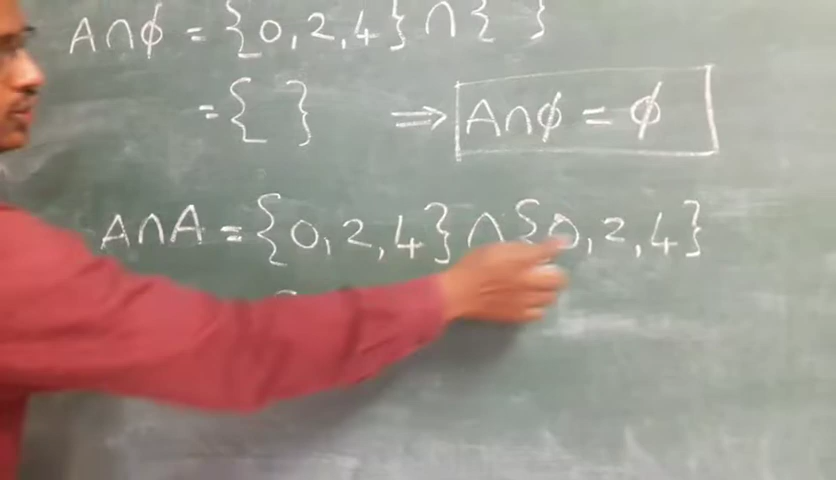 A∩ϕ = {0,2,4}∩{ }
= { } ⟹ A∩ϕ = ϕ
A∩A = {0,2,4}∩{0,2,4}
{